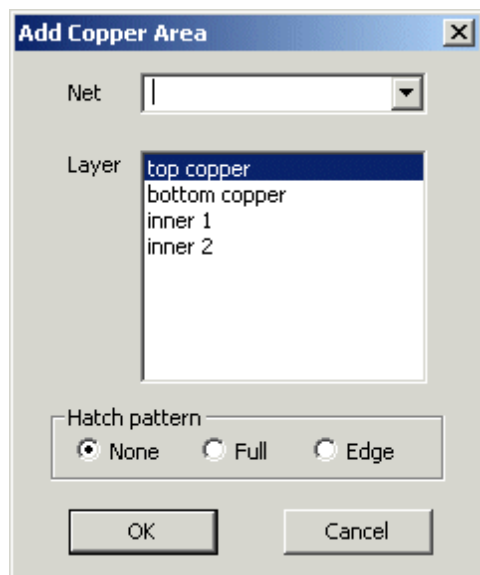 Add Copper Area
Net
Layer
top copper
bottom copper
inner 1
inner 2
Hatch pattern
None Full Edge
OK Cancel